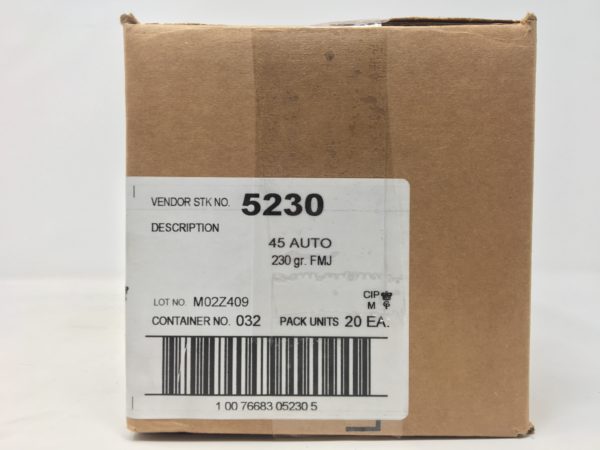 VENDOR STK NO. 5230
DESCRIPTION
45 AUTO
230 gr. FMJ
LOT NO. M02Z409
CIP
M
CONTAINER NO. 032 PACK UNITS 20 EA.
1 00 76683 05230 5